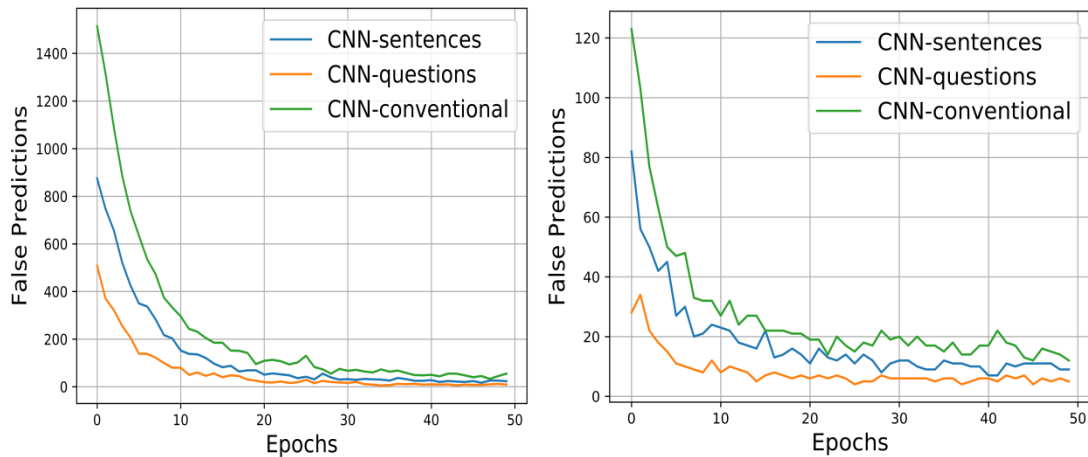 1400
1200
1000
800
600
400
200
0
False Predictions
CNN-sentences
CNN-questions
CNN-conventional
0 10 20 30 40 50
Epochs
120
100
80
60
40
20
0
False Predictions
CNN-sentences
CNN-questions
CNN-conventional
0 10 20 30 40 50
Epochs